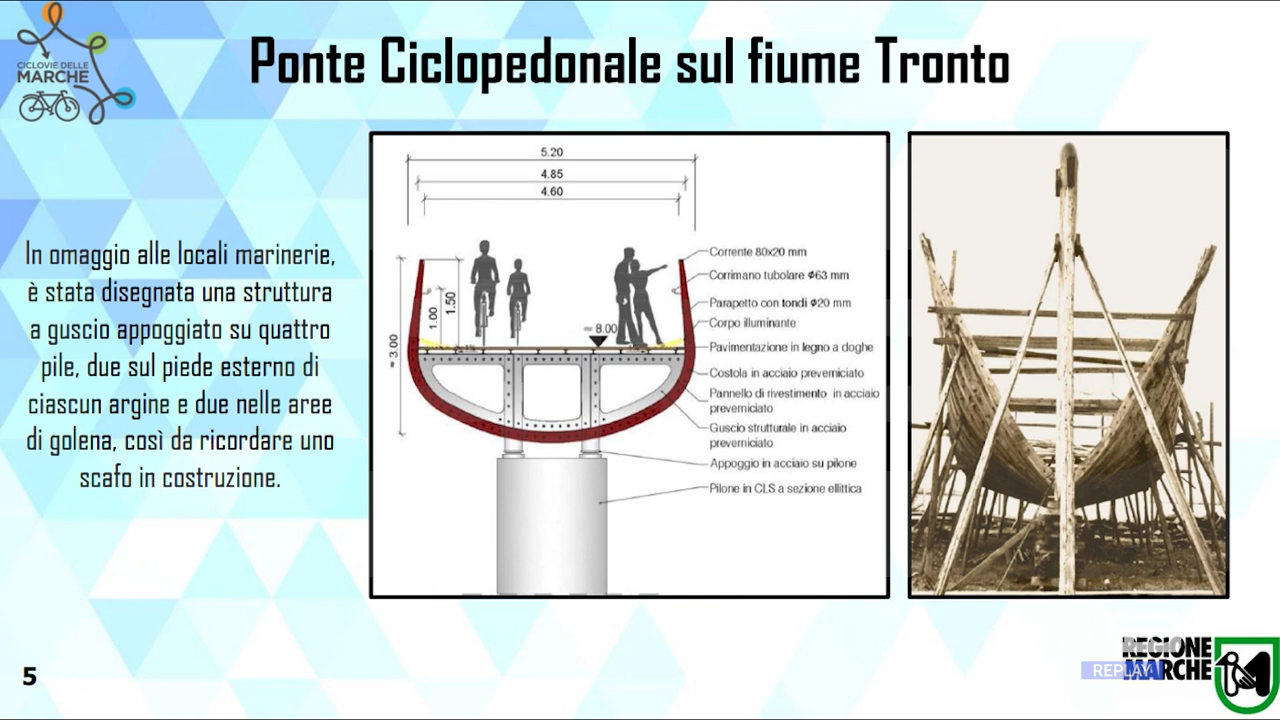 CICLOVIE DELLE
MARCHE
Ponte Ciclopedonale sul fiume Tronto
In omaggio alle locali marinerie,
è stata disegnata una struttura
a guscio appoggiato su quattro
pile, due sul piede esterno di
ciascun argine e due nelle aree
di golena, così da ricordare uno
scafo in costruzione.
5.20
4.85
4.60
1.50
1.00
≈ 3.00
≈ 8.00
Corrente 80x20 mm
Corrimano tubolare Ø63 mm
Parapetto con tondi Ø20 mm
Corpo illuminante
Pavimentazione in legno a doghe
Costola in acciaio preverniciato
Pannello di rivestimento in acciaio
preverniciato
Guscio strutturale in acciaio
preverniciato
Appoggio in acciaio su pilone
Pilone in CLS a sezione ellittica
5
REGIONE
MARCHE
REPLAY